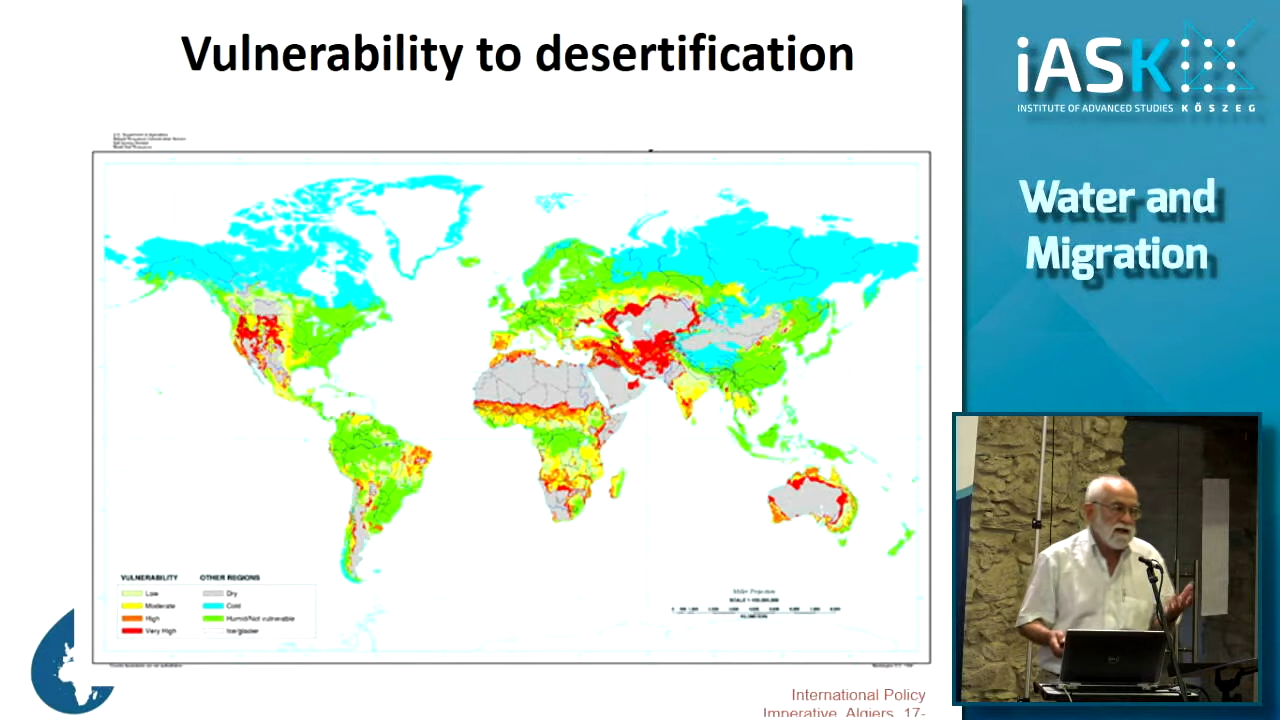 Vulnerability to desertification
iASK
INSTITUTE OF ADVANCED STUDIES KŐSZEG
Water and
Migration
VULNERABILITY
Low
Moderate
High
Very High
OTHER REGIONS
Dry
Cold
Humid/Not vulnerable
Ice/glacier
Miller Projection
SCALE 1:100,000,000
KILOMETERS
International Policy
Imperative, Algiers, 17-